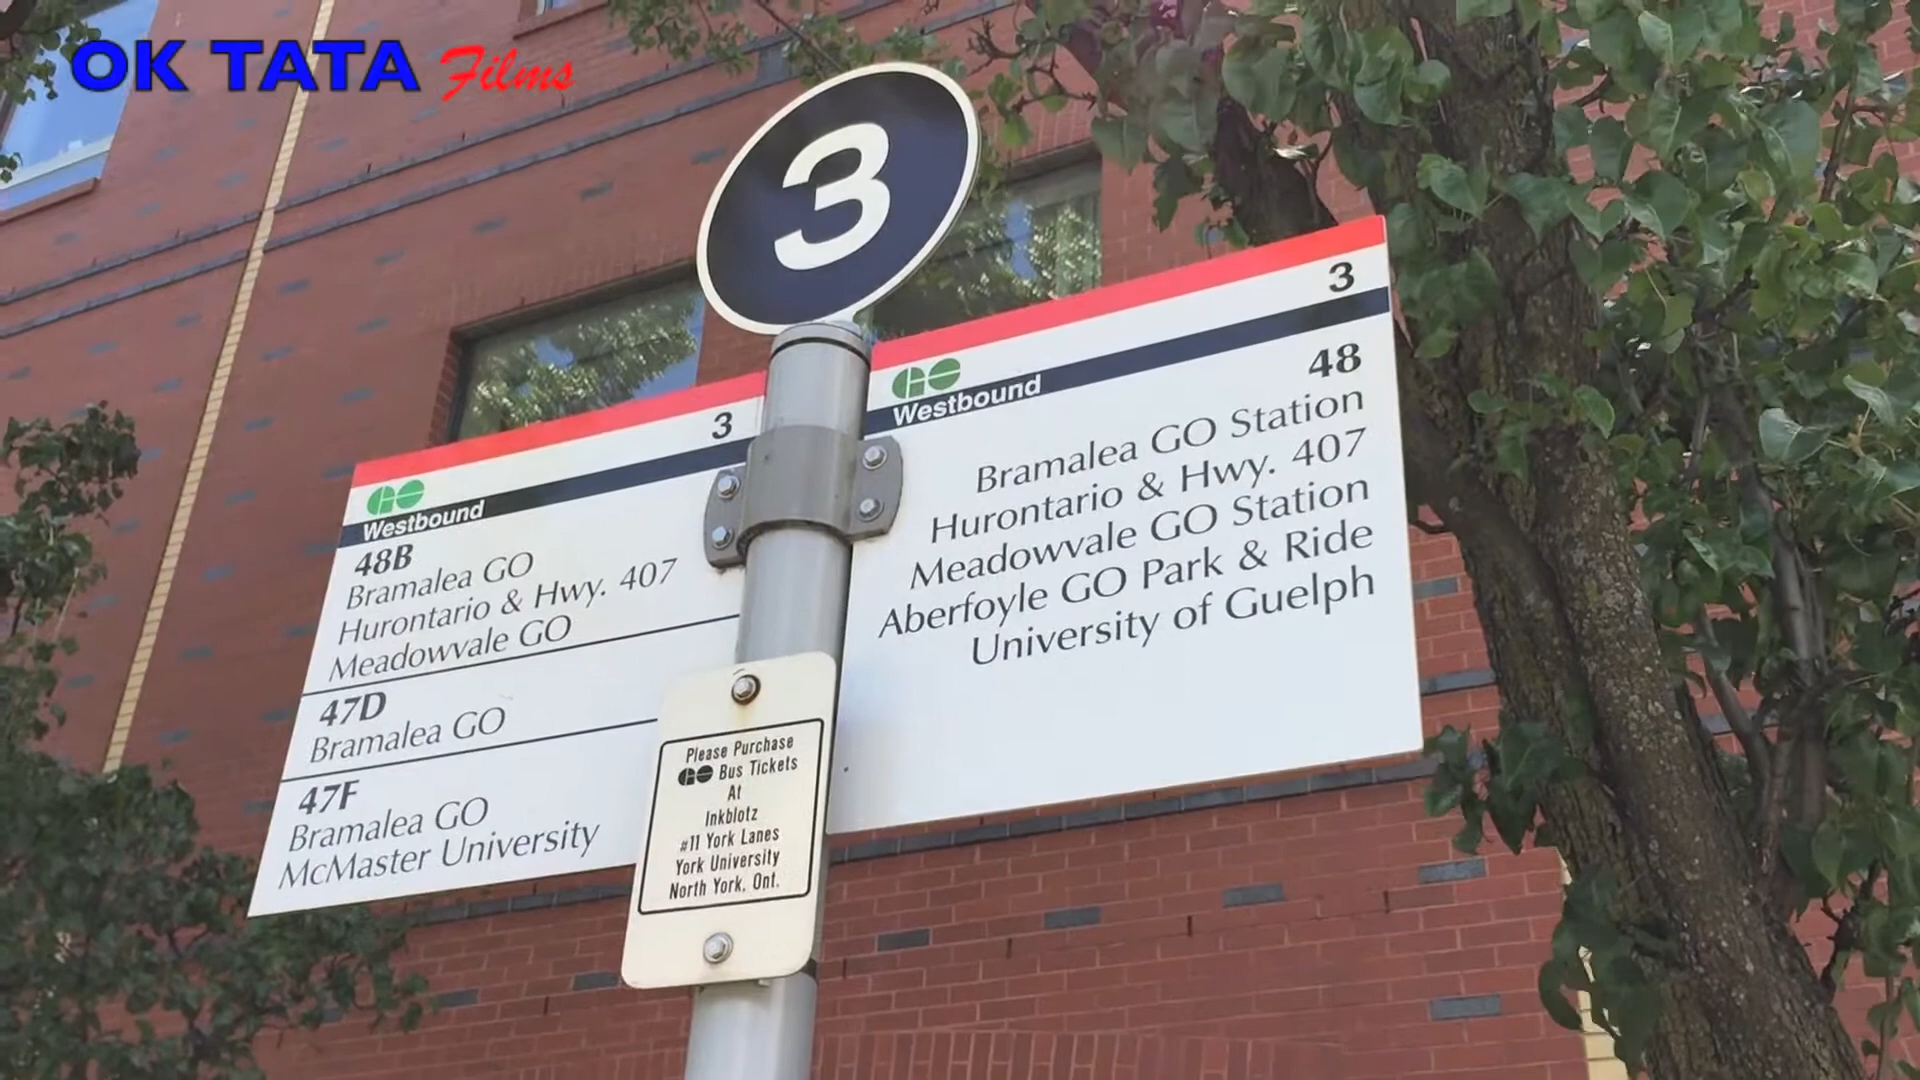 OK TATA Films
3
3
GO
Westbound
48B
Bramalea GO
Hurontario & Hwy. 407
Meadowvale GO
47D
Bramalea GO
47F
Bramalea GO
McMaster University
3
GO
Westbound
48
Bramalea GO Station
Hurontario & Hwy. 407
Meadowvale GO Station
Aberfoyle GO Park & Ride
University of Guelph
Please Purchase
GO Bus Tickets
At
Inkblotz
#11 York Lanes
York University
North York, Ont.